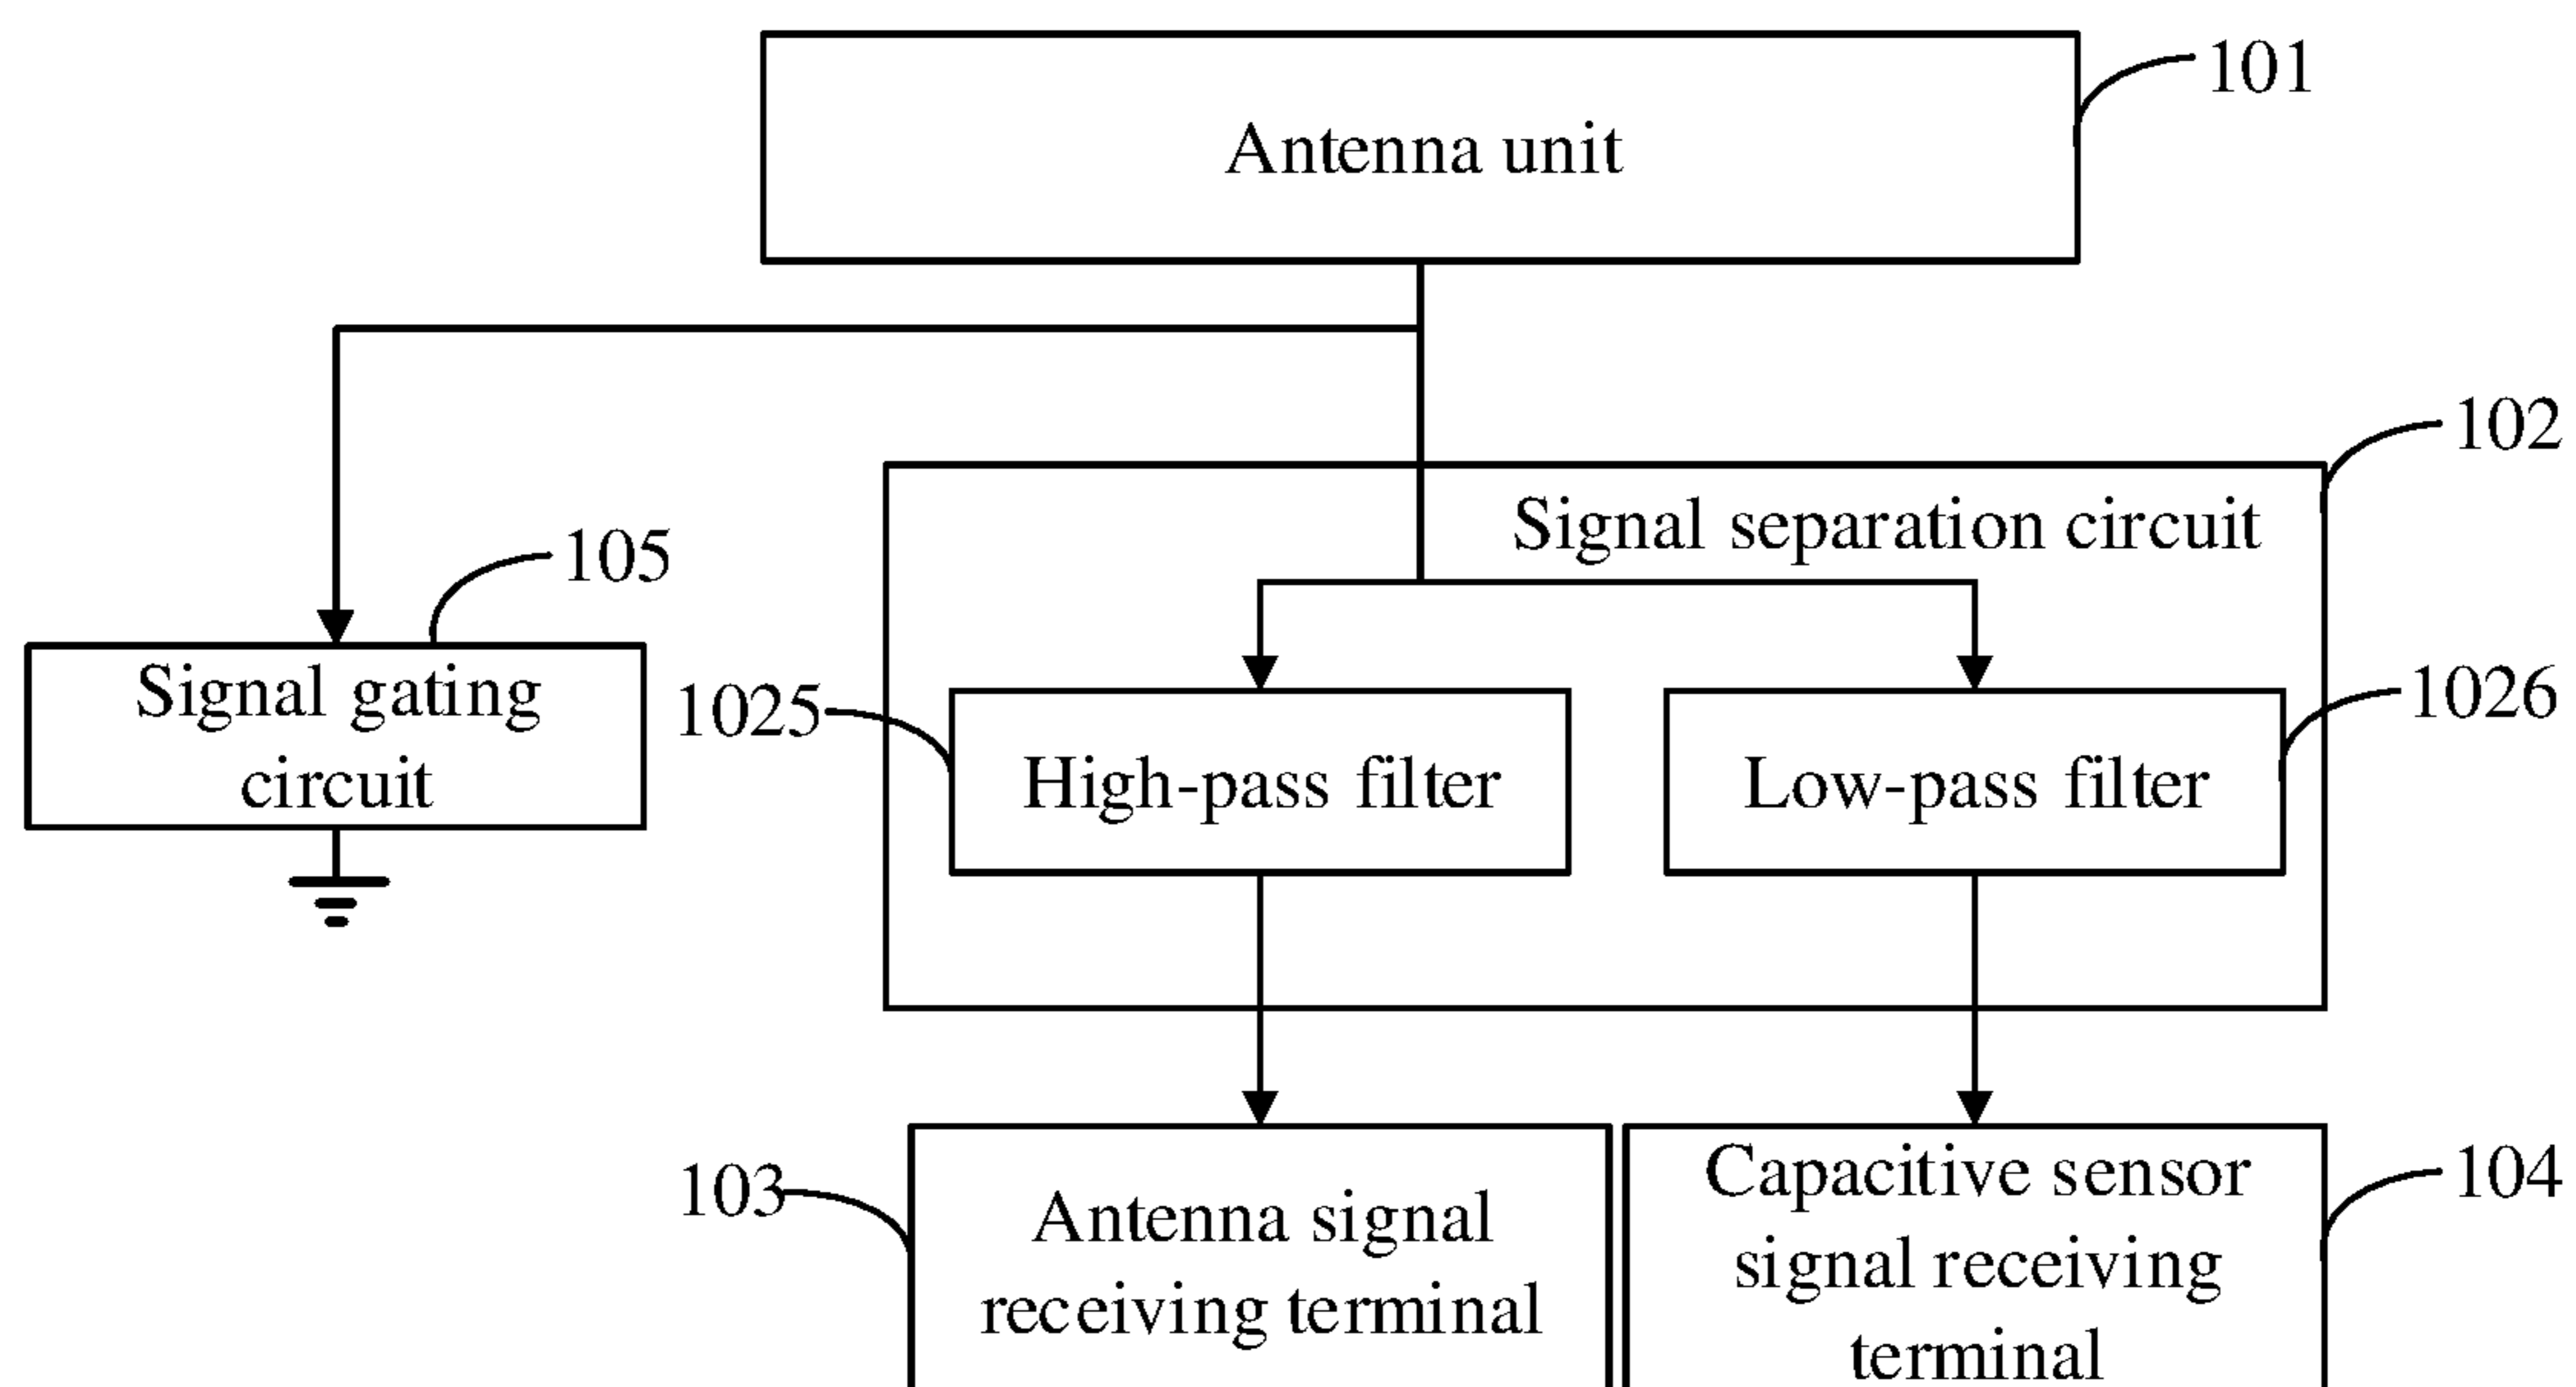 Antenna unit
101
102
Signal separation circuit
105
Signal gating
circuit
1025
High-pass filter
Low-pass filter
1026
103
Antenna signal
receiving terminal
Capacitive sensor
signal receiving
terminal
104